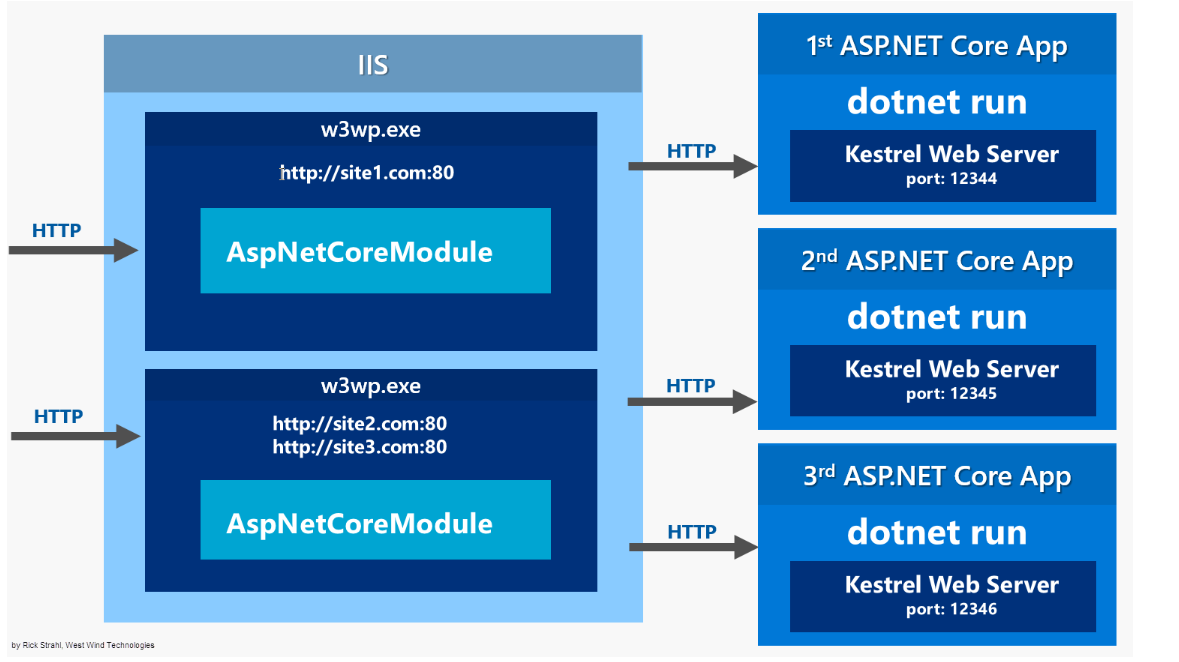 IIS
w3wp.exe
http://site1.com:80
AspNetCoreModule
HTTP
w3wp.exe
http://site2.com:80
http://site3.com:80
AspNetCoreModule
HTTP
HTTP
1st ASP.NET Core App
dotnet run
Kestrel Web Server
port: 12344
HTTP
2nd ASP.NET Core App
dotnet run
Kestrel Web Server
port: 12345
HTTP
3rd ASP.NET Core App
dotnet run
Kestrel Web Server
port: 12346
by Rick Strahl, West Wind Technologies